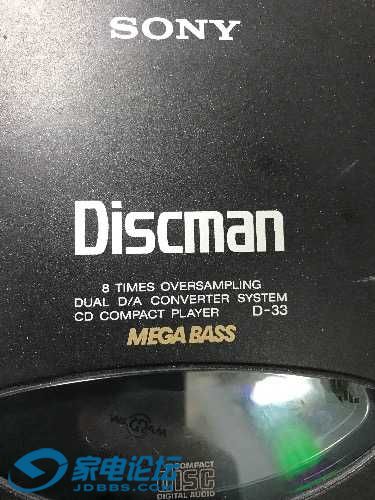 SONY
Discman
8 TIMES OVERSAMPLING
DUAL D/A CONVERTER SYSTEM
CD COMPACT PLAYER D-33
MEGA BASS
COMPACT
disc
DIGITAL AUDIO
家电论坛
JDBBS.COM